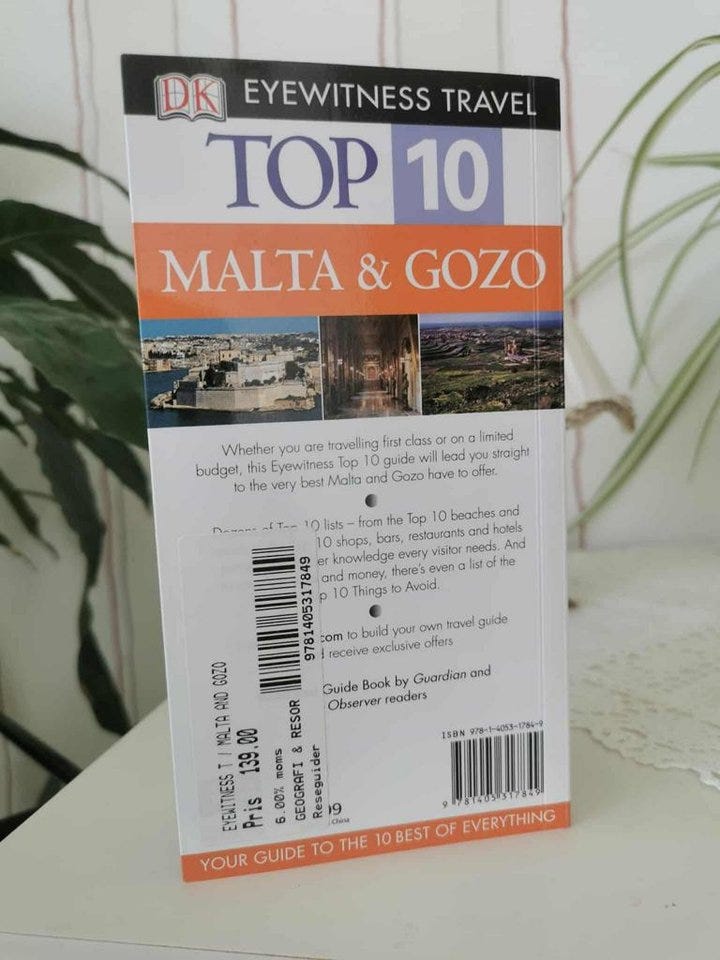 DK EYEWITNESS TRAVEL
TOP 10
MALTA & GOZO
Whether you are travelling first class or on a limited
budget, this Eyewitness Top 10 guide will lead you straight
to the very best Malta and Gozo have to offer.
10 lists – from the Top 10 beaches and
10 shops, bars, restaurants and hotels
knowledge every visitor needs. And
and money, there's even a list of the
10 Things to Avoid.
.com to build your own travel guide
receive exclusive offers
Guide Book by Guardian and
Observer readers
EYEWITNESS T / MALTA AND GOZO
Pris 139.00
6.00% moms
GEOGRAFI & RESOR
Reseguider
9781405317849
ISBN 978-1-4053-1784-9
9 781405 317849
99
China
YOUR GUIDE TO THE 10 BEST OF EVERYTHING